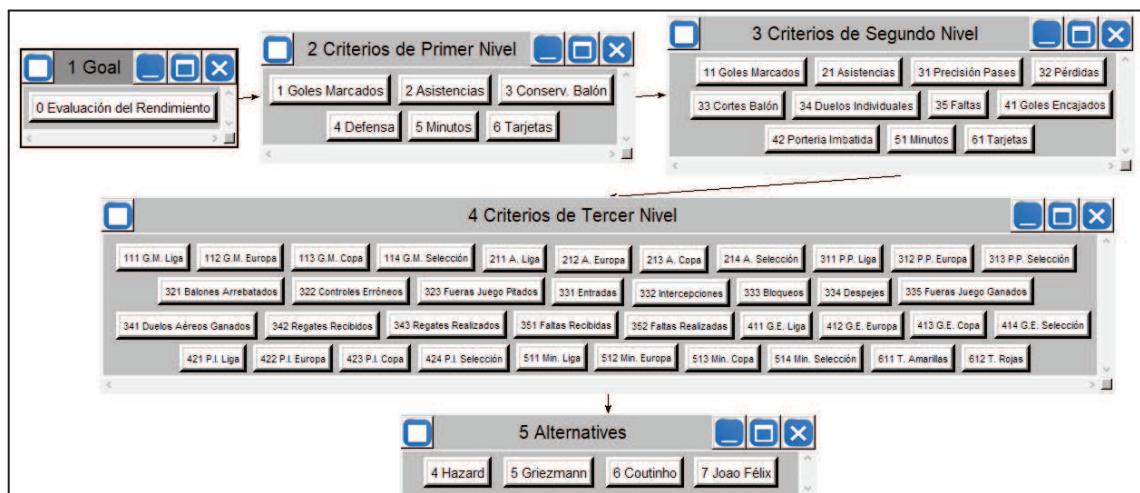 1 Goal
0 Evaluación del Rendimiento
2 Criterios de Primer Nivel
1 Goles Marcados 2 Asistencias 3 Conserv. Balón
4 Defensa 5 Minutos 6 Tarjetas
3 Criterios de Segundo Nivel
11 Goles Marcados 21 Asistencias 31 Precisión Pases 32 Pérdidas
33 Cortes Balón 34 Duelos Individuales 35 Faltas 41 Goles Encajados
42 Porteria Imbatida 51 Minutos 61 Tarjetas
4 Criterios de Tercer Nivel
111 G.M. Liga 112 G.M. Europa 113 G.M. Copa 114 G.M. Selección 211 A. Liga 212 A. Europa 213 A. Copa 214 A. Selección 311 P.P. Liga 312 P.P. Europa 313 P.P. Selección
321 Balones Arrebatados 322 Controles Erróneos 323 Fueras Juego Pitados 331 Entradas 332 Intercepciones 333 Bloqueos 334 Despejes 335 Fueras Juego Ganados
341 Duelos Aéreos Ganados 342 Regates Recibidos 343 Regates Realizados 351 Faltas Recibidas 352 Faltas Realizadas 411 G.E. Liga 412 G.E. Europa 413 G.E. Copa 414 G.E. Selección
421 P.I. Liga 422 P.I. Europa 423 P.I. Copa 424 P.I. Selección 511 Min. Liga 512 Min. Europa 513 Min. Copa 514 Min. Selección 611 T. Amarillas 612 T. Rojas
5 Alternatives
4 Hazard 5 Griezmann 6 Coutinho 7 Joao Félix